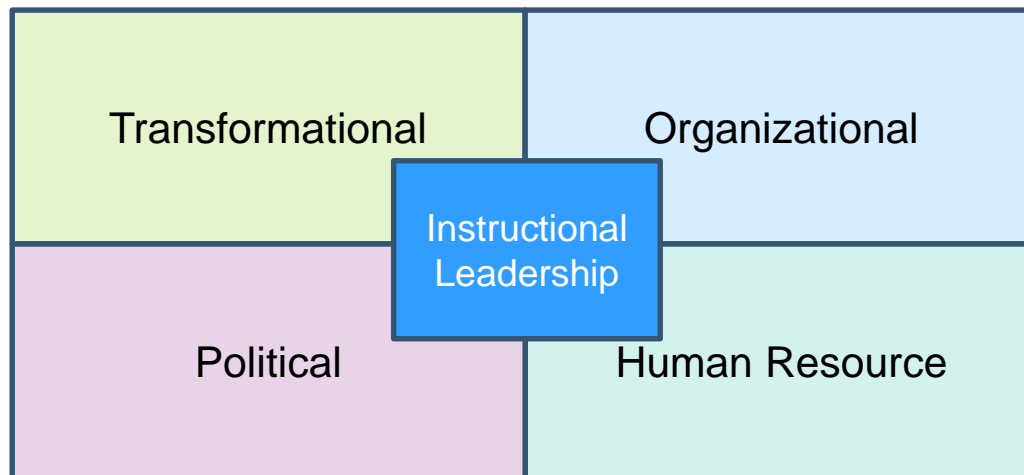 Transformational
Organizational
Instructional
Leadership
Political
Human Resource